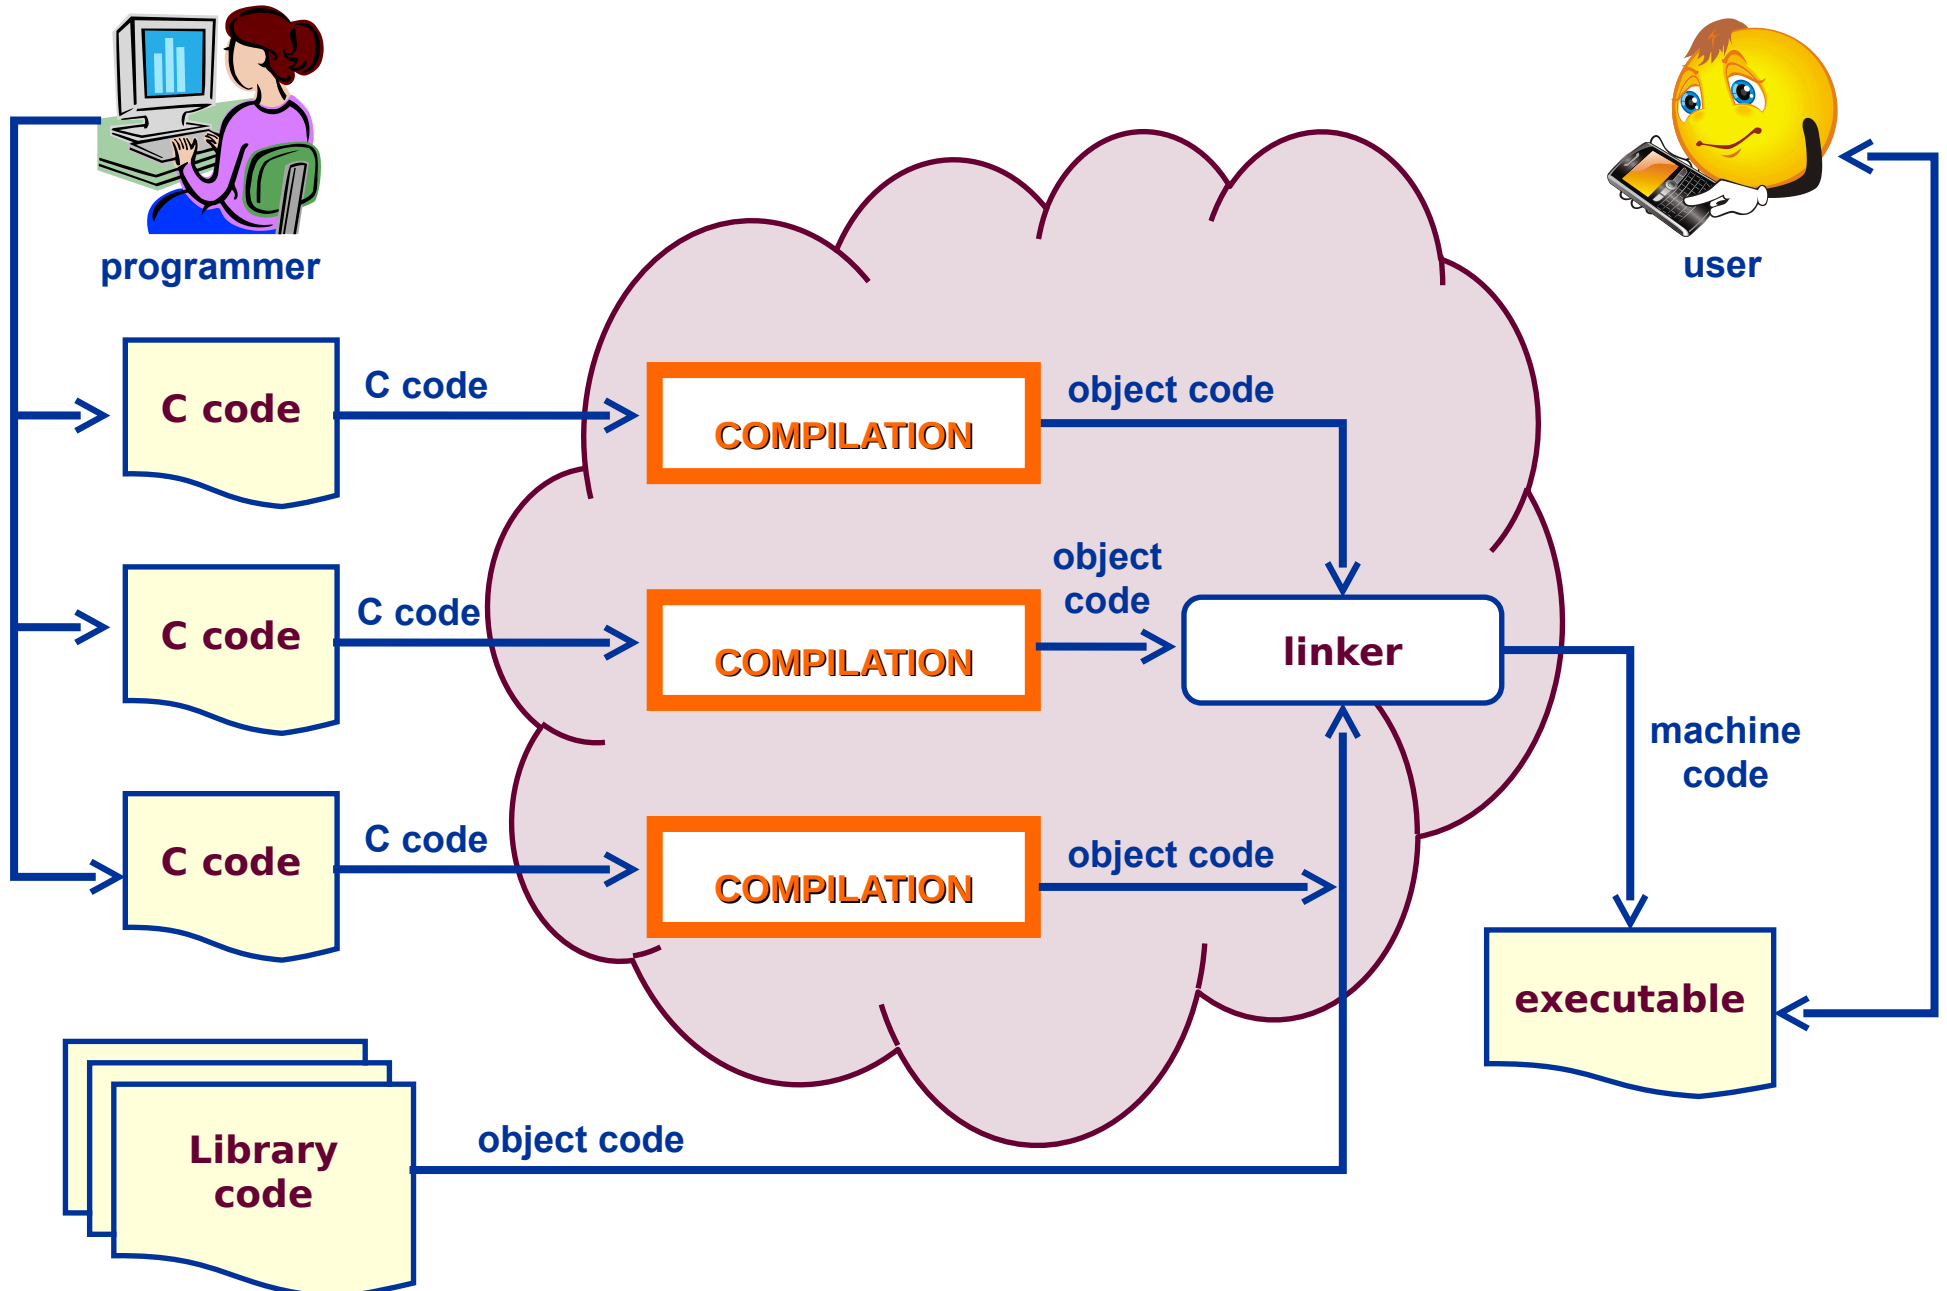 programmer
user
C code
C code
COMPILATION
object code
C code
C code
COMPILATION
object
code
linker
machine
code
C code
C code
COMPILATION
object code
executable
Library
code
object code